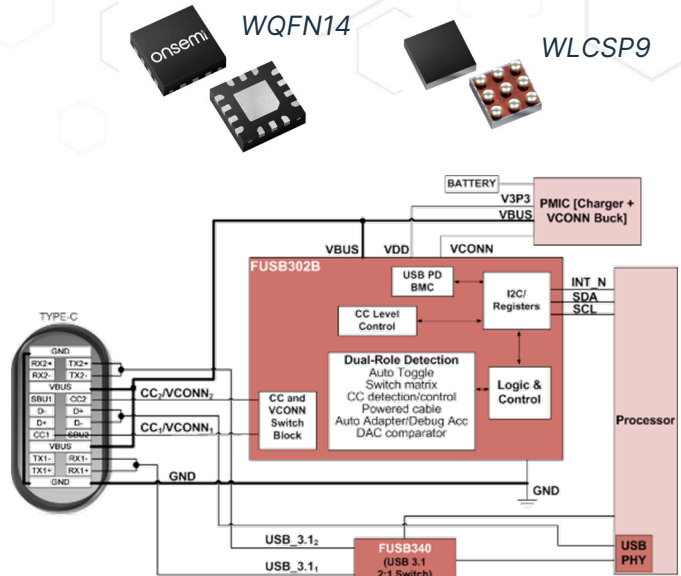 onsemi
WQFN14
WLCSP9
BATTERY
V3P3
VBUS
PMIC [Charger +
VCONN Buck]
VBUS
VDD
VCONN
FUSB302B
USB PD
BMC
I2C/
Registers
INT_N
SDA
SCL
CC Level
Control
TYPE-C
GND
RX2+ TX2+
RX2- TX2-
VBUS
SBU1 CC2
D- D+
D+ D-
CC1 SBU2
VBUS
TX1- RX1-
TX1+ RX1+
GND
CC₂/VCONN₂
CC₁/VCONN₁
CC and
VCONN
Switch
Block
Dual-Role Detection
Auto Toggle
Switch matrix
CC detection/control
Powered cable
Auto Adapter/Debug Acc
DAC comparator
Logic &
Control
Processor
GND
GND
USB_3.1₂
USB_3.1₁
FUSB340
(USB 3.1
2:1 Switch)
USB
PHY